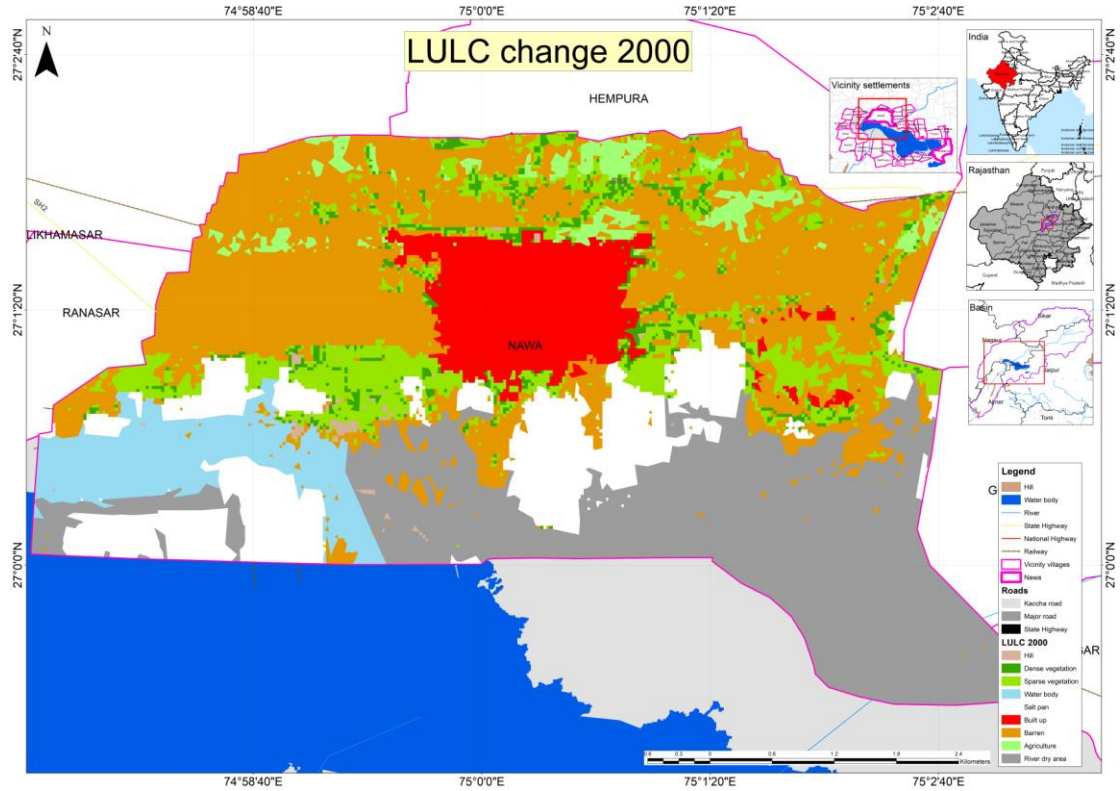 74°58'40"E 75°0'0"E 75°1'20"E 75°2'40"E
27°2'40"N 27°2'40"N
N
LULC change 2000
HEMPURA
Vicinity settlements
India
Rajasthan
Punjab
Gujarat
Madhya Pradesh
SH2
LIKHAMASAR
RANASAR
27°1'20"N 27°1'20"N
NAWA
Basin
Sikar
Nagaur
Jaipur
Ajmer
Tonk
G
SAR
27°0'0"N 27°0'0"N
Legend
Hill
Water body
River
State Highway
National Highway
Railway
Vicinity villages
Nawa
Roads
Kaccha road
Major road
State Highway
LULC 2000
Hill
Dense vegetation
Sparse vegetation
Water body
Salt pan
Built up
Barren
Agriculture
River dry area
0.6 0.3 0 0.6 1.2 1.8 2.4
Kilometers
74°58'40"E 75°0'0"E 75°1'20"E 75°2'40"E